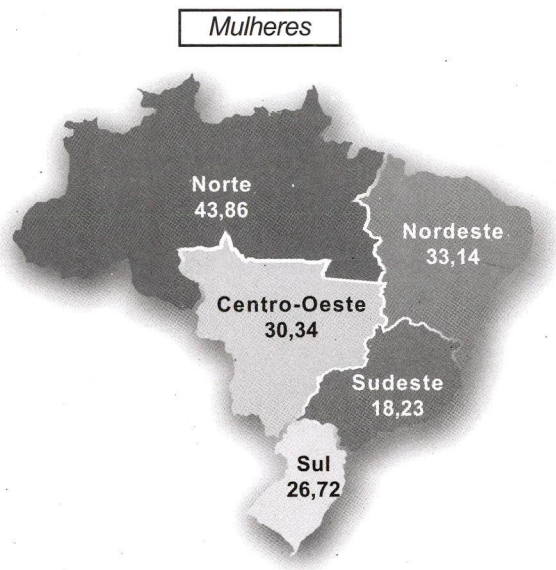 Mulheres
Norte
43,86
Nordeste
33,14
Centro-Oeste
30,34
Sudeste
18,23
Sul
26,72